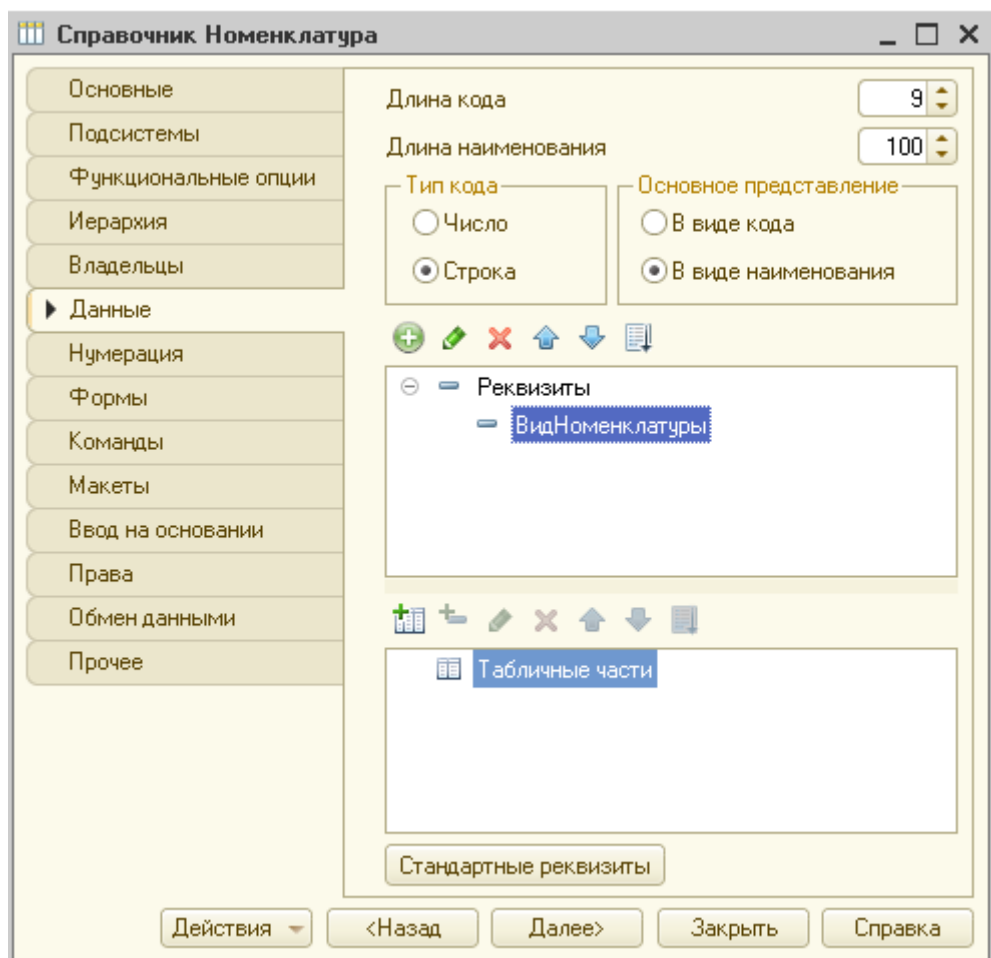 Справочник Номенклатура
Основные
Подсистемы
Функциональные опции
Иерархия
Владельцы
Данные
Нумерация
Формы
Команды
Макеты
Ввод на основании
Права
Обмен данными
Прочее
Длина кода 9
Длина наименования 100
Тип кода Основное представление
Число В виде кода
Строка В виде наименования
Реквизиты
ВидНоменклатуры
Табличные части
Стандартные реквизиты
Действия <Назад Далее> Закрыть Справка